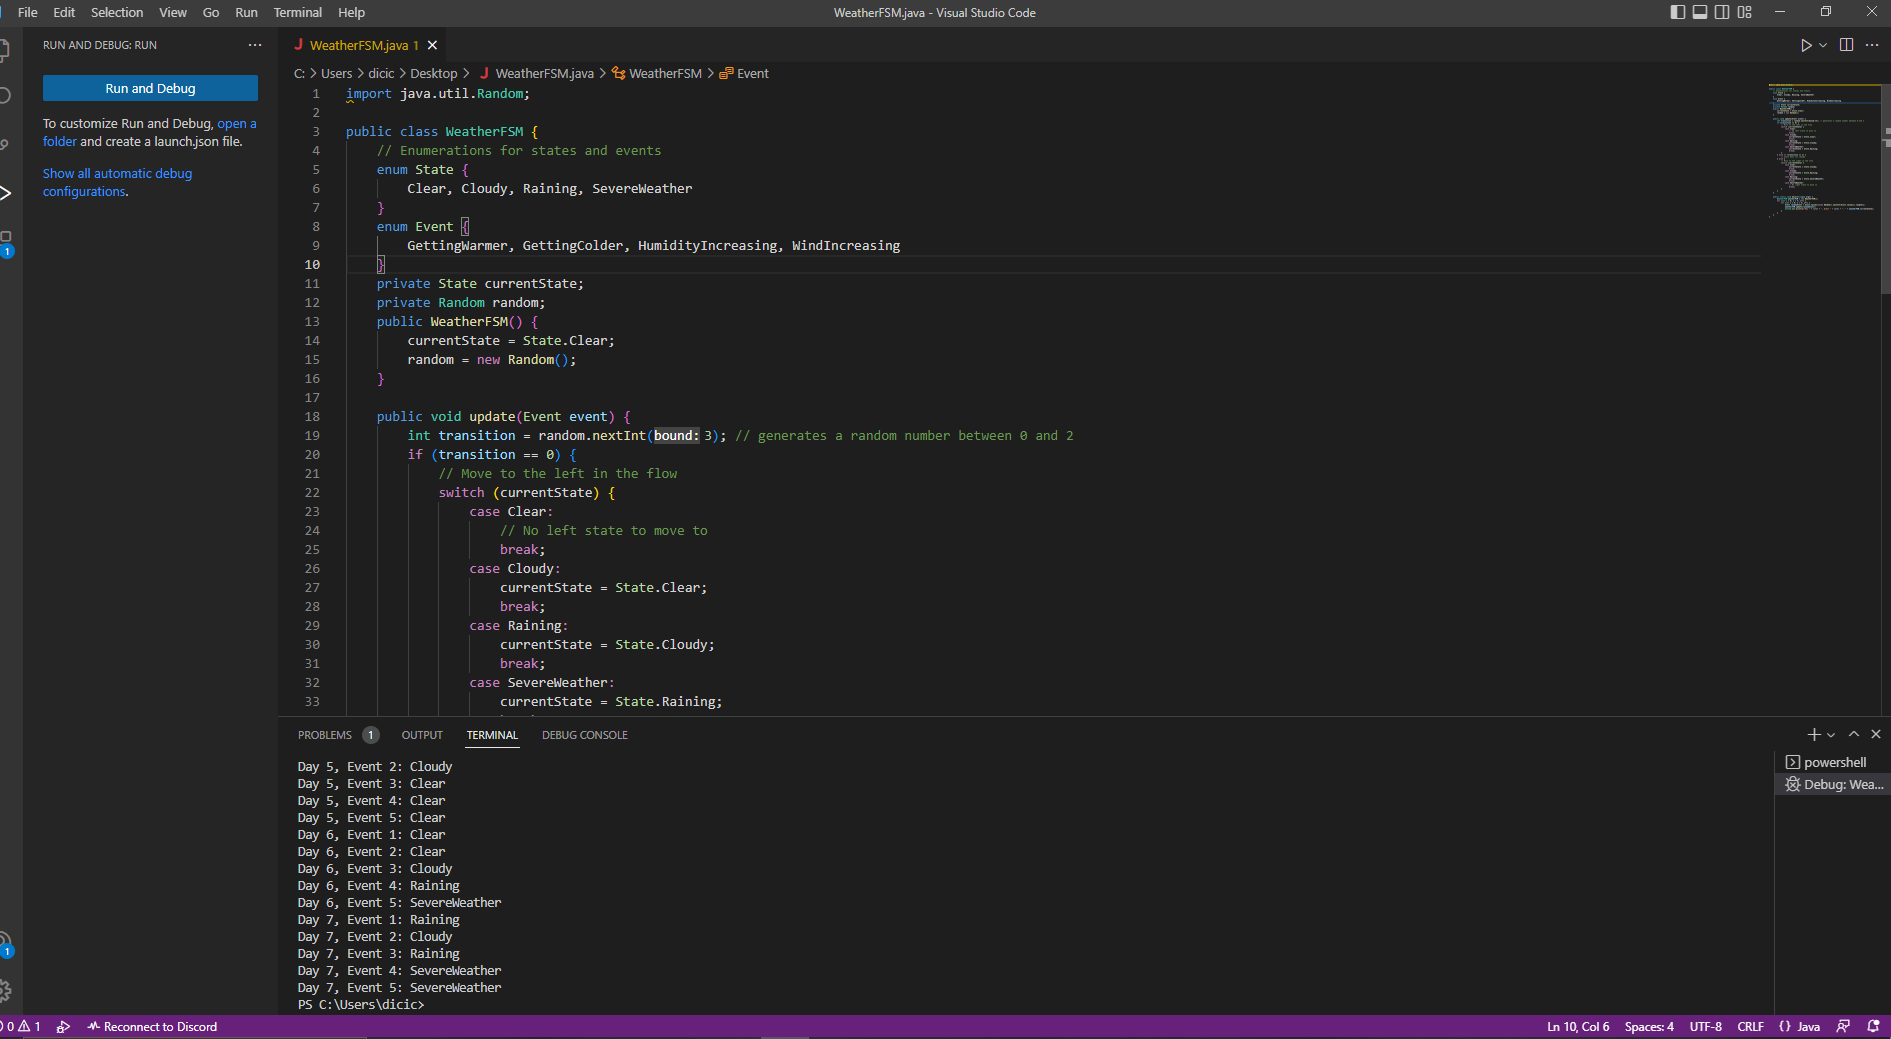 File Edit Selection View Go Run Terminal Help
WeatherFSM.java - Visual Studio Code
RUN AND DEBUG: RUN
Run and Debug
To customize Run and Debug, open a
folder and create a launch.json file.
Show all automatic debug
configurations.
1
1
WeatherFSM.java 1
C: > Users > dicic > Desktop > WeatherFSM.java > WeatherFSM > Event
1 import java.util.Random;
2
3 public class WeatherFSM {
4 // Enumerations for states and events
5 enum State {
6 Clear, Cloudy, Raining, SevereWeather
7 }
8 enum Event {
9 GettingWarmer, GettingColder, HumidityIncreasing, WindIncreasing
10 }
11 private State currentState;
12 private Random random;
13 public WeatherFSM() {
14 currentState = State.Clear;
15 random = new Random();
16 }
17
18 public void update(Event event) {
19 int transition = random.nextInt(bound: 3); // generates a random number between 0 and 2
20 if (transition == 0) {
21 // Move to the left in the flow
22 switch (currentState) {
23 case Clear:
24 // No left state to move to
25 break;
26 case Cloudy:
27 currentState = State.Clear;
28 break;
29 case Raining:
30 currentState = State.Cloudy;
31 break;
32 case SevereWeather:
33 currentState = State.Raining;
PROBLEMS 1 OUTPUT TERMINAL DEBUG CONSOLE
Day 5, Event 2: Cloudy
Day 5, Event 3: Clear
Day 5, Event 4: Clear
Day 5, Event 5: Clear
Day 6, Event 1: Clear
Day 6, Event 2: Clear
Day 6, Event 3: Cloudy
Day 6, Event 4: Raining
Day 6, Event 5: SevereWeather
Day 7, Event 1: Raining
Day 7, Event 2: Cloudy
Day 7, Event 3: Raining
Day 7, Event 4: SevereWeather
Day 7, Event 5: SevereWeather
PS C:\Users\dicic>
powershell
Debug: Wea...
0 1 Reconnect to Discord
Ln 10, Col 6 Spaces: 4 UTF-8 CRLF {} Java